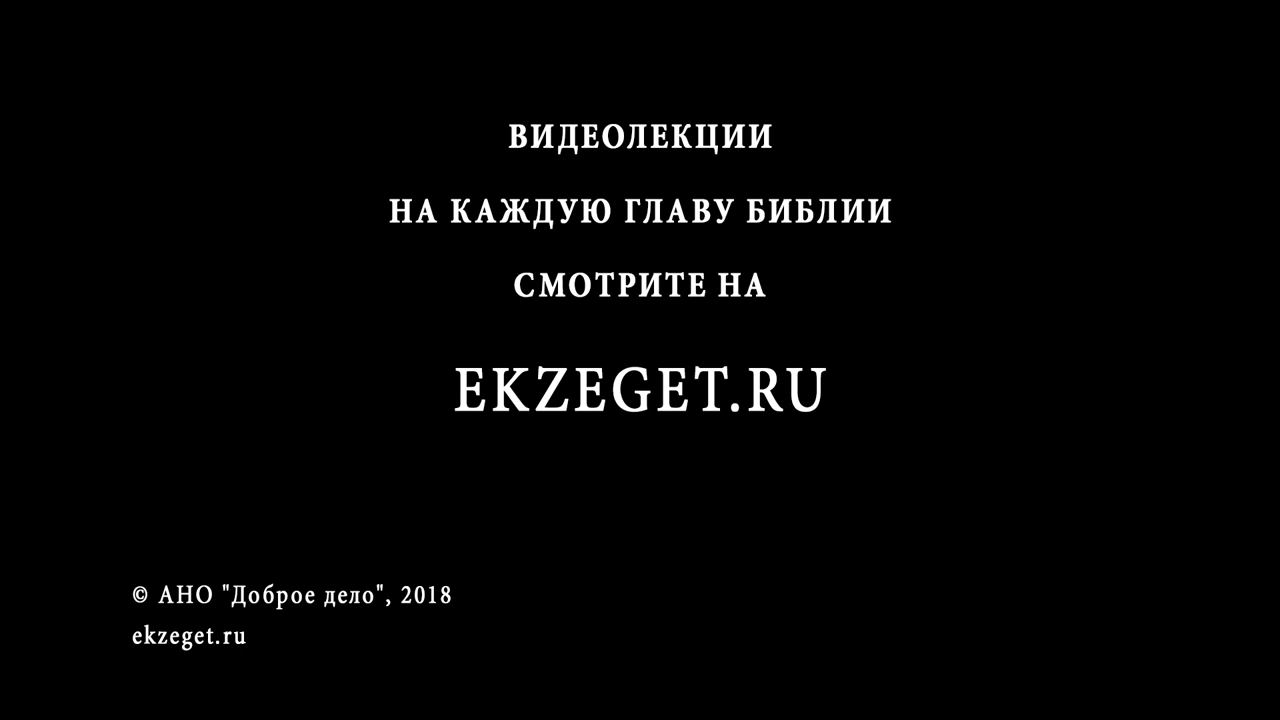 ВИДЕОЛЕКЦИИ
НА КАЖДУЮ ГЛАВУ БИБЛИИ
СМОТРИТЕ НА
EKZEGET.RU
© АНО "Доброе дело", 2018
ekzeget.ru